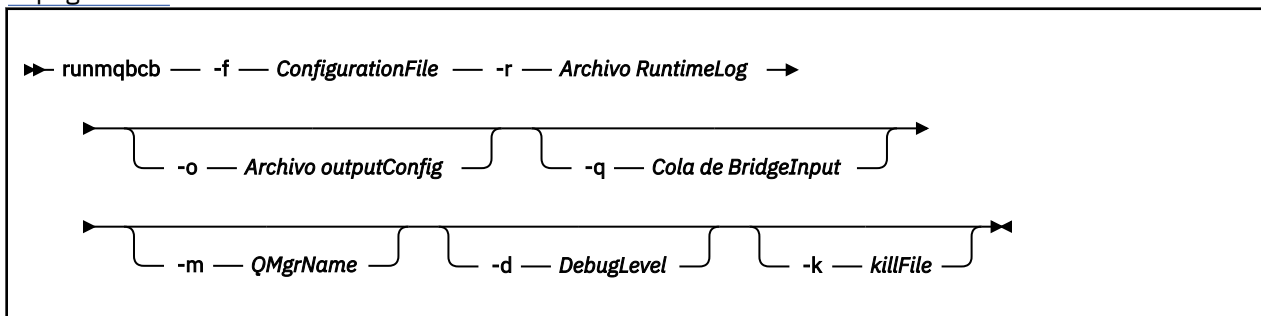 runmqbcb -f ConfigurationFile -r Archivo RuntimeLog
-o Archivo outputConfig -q Cola de BridgeInput
-m QMgrName -d DebugLevel -k killFile